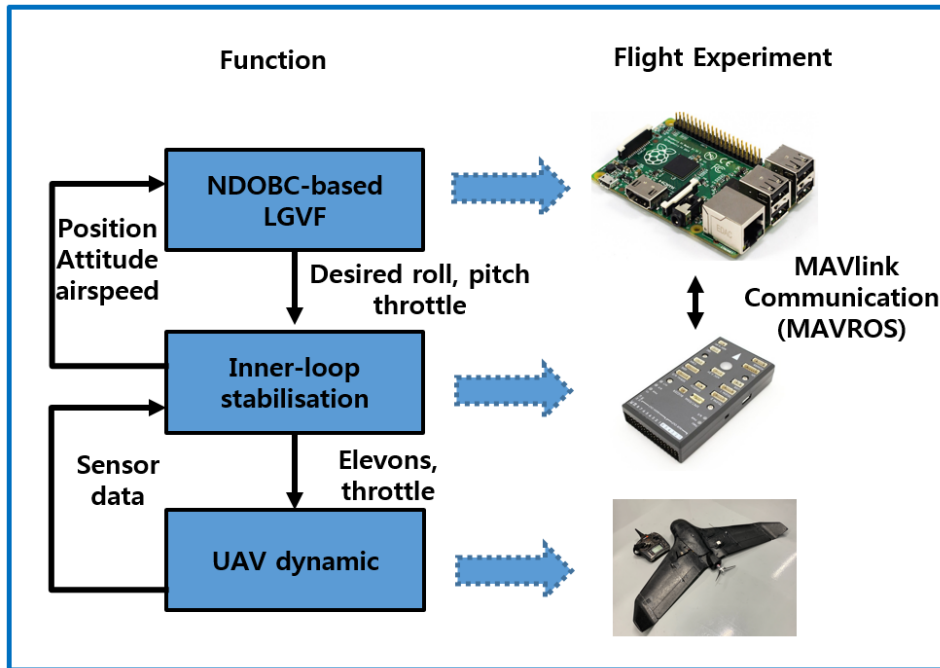 Function
Flight Experiment
NDOBC-based
LGVF
Position
Attitude
airspeed
Desired roll, pitch
throttle
MAVlink
Communication
(MAVROS)
Inner-loop
stabilisation
Sensor
data
Elevons,
throttle
UAV dynamic